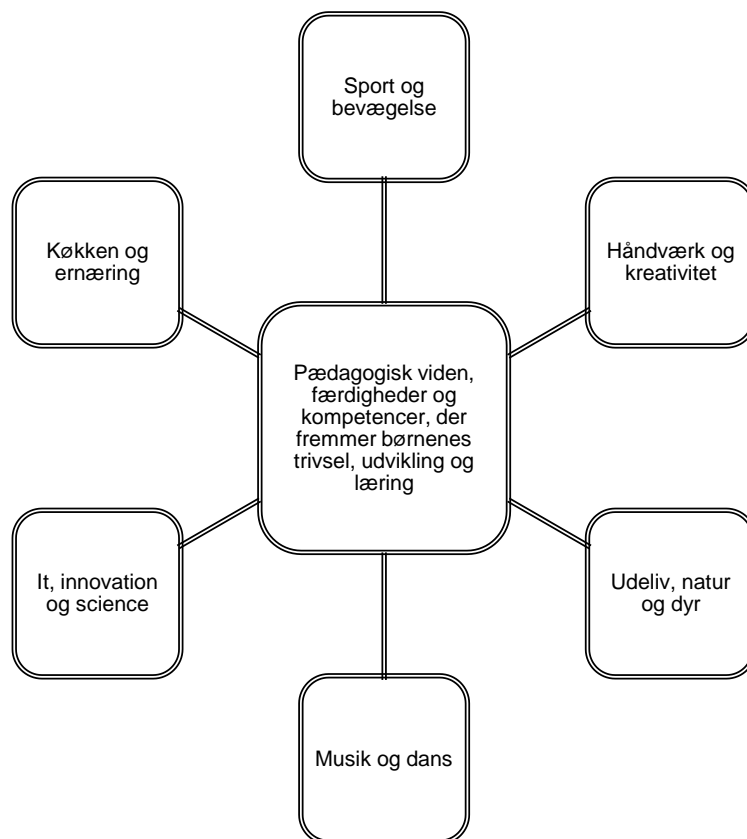 Sport og
bevægelse
Køkken og
ernæring
Håndværk og
kreativitet
Pædagogisk viden,
færdigheder og
kompetencer, der
fremmer børnenes
trivsel, udvikling og
læring
It, innovation
og science
Udeliv, natur
og dyr
Musik og dans